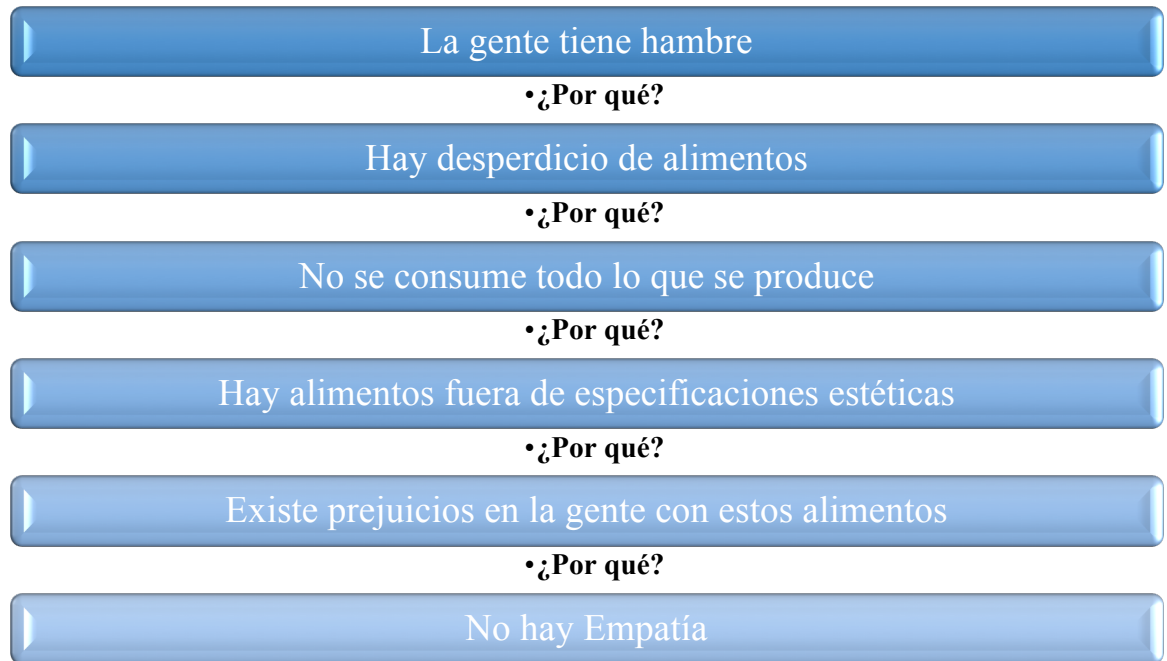 La gente tiene hambre
•¿Por qué?
Hay desperdicio de alimentos
•¿Por qué?
No se consume todo lo que se produce
•¿Por qué?
Hay alimentos fuera de especificaciones estéticas
•¿Por qué?
Existe prejuicios en la gente con estos alimentos
•¿Por qué?
No hay Empatía